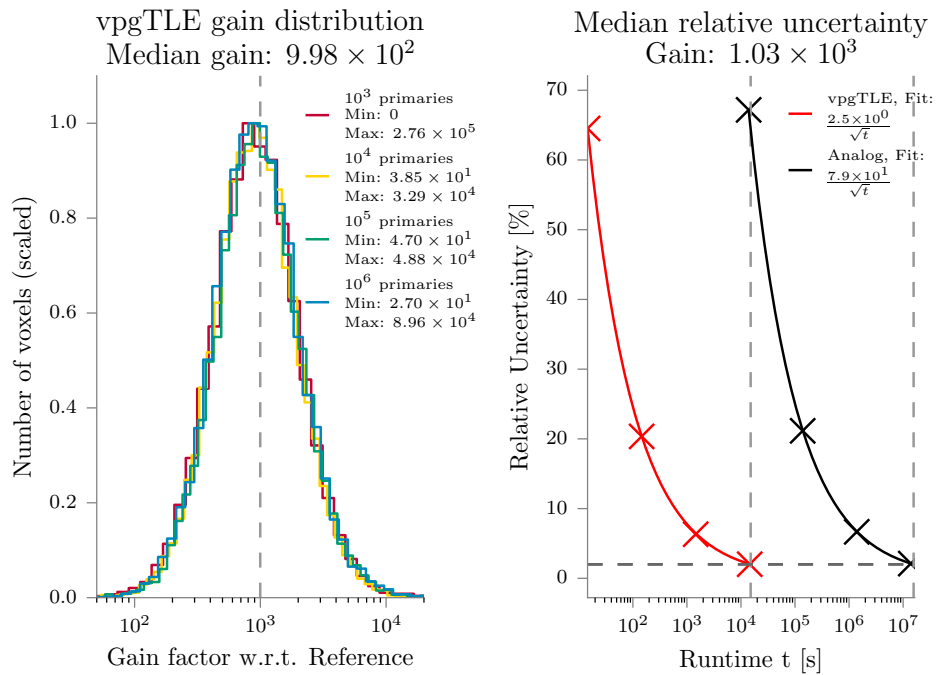 vpgTLE gain distribution
Median gain: 9.98 × 10²
1.0
0.8
0.6
0.4
0.2
0.0
Number of voxels (scaled)
10²
10³
10⁴
Gain factor w.r.t. Reference
10³ primaries
Min: 0
Max: 2.76 × 10⁵
10⁴ primaries
Min: 3.85 × 10¹
Max: 3.29 × 10⁴
10⁵ primaries
Min: 4.70 × 10¹
Max: 4.88 × 10⁴
10⁶ primaries
Min: 2.70 × 10¹
Max: 8.96 × 10⁴
Median relative uncertainty
Gain: 1.03 × 10³
70
60
50
40
30
20
10
0
Relative Uncertainty [%]
10²
10³
10⁴
10⁵
10⁶
10⁷
Runtime t [s]
vpgTLE, Fit:
2.5×10⁰
√t
Analog, Fit:
7.9×10¹
√t